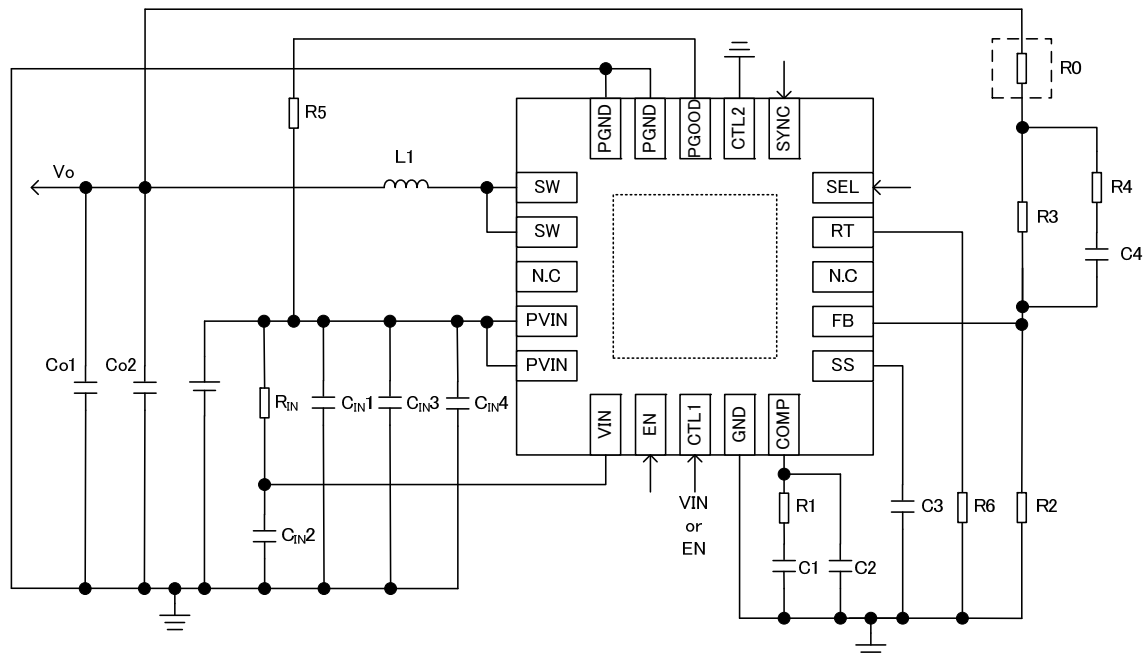 R0
R5
PGND
PGND
PGOOD
CTL2
SYNC
L1
Vo
SW
SEL
R4
SW
RT
R3
C4
N.C
N.C
PVIN
FB
Co1
Co2
PVIN
SS
RIN
CIN1
CIN3
CIN4
VIN
EN
CTL1
GND
COMP
VIN
or
EN
R1
C3
R6
R2
CIN2
C1
C2